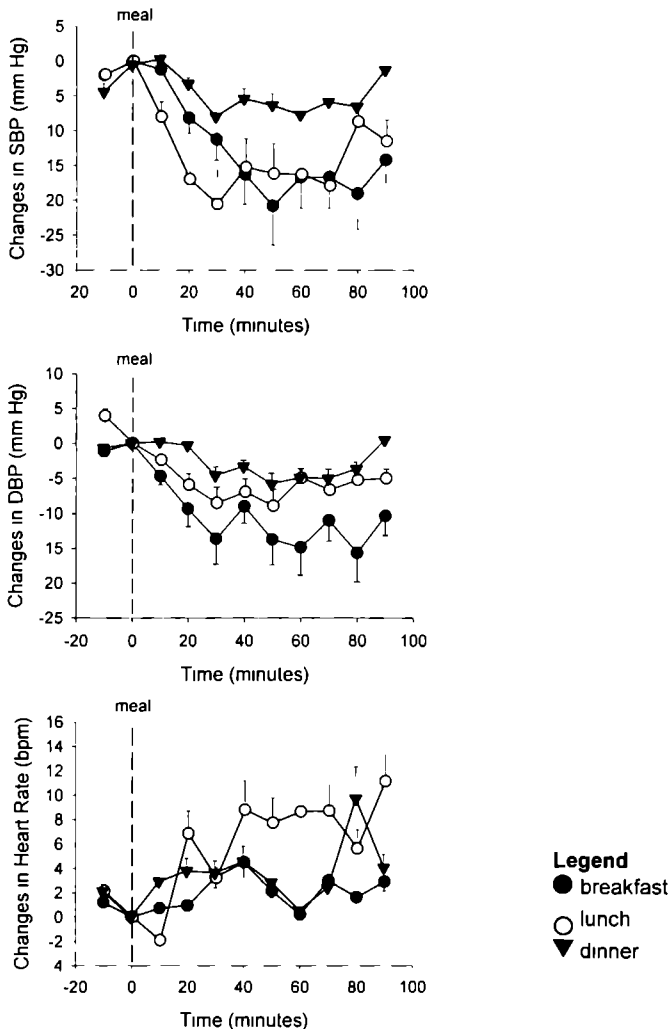 meal
5
0
5
10
15
20
-25
-30
Changes in SBP (mm Hg)
20 0 20 40 60 80 100
Time (minutes)
meal
10
5
0
-5
-10
-15
-20
-25
Changes in DBP (mm Hg)
-20 0 20 40 60 80 100
Time (minutes)
meal
16
14
12
10
8
6
4
2
0
-2
4
Changes in Heart Rate (bpm)
-20 0 20 40 60 80 100
Time (minutes)
Legend
breakfast
lunch
dinner